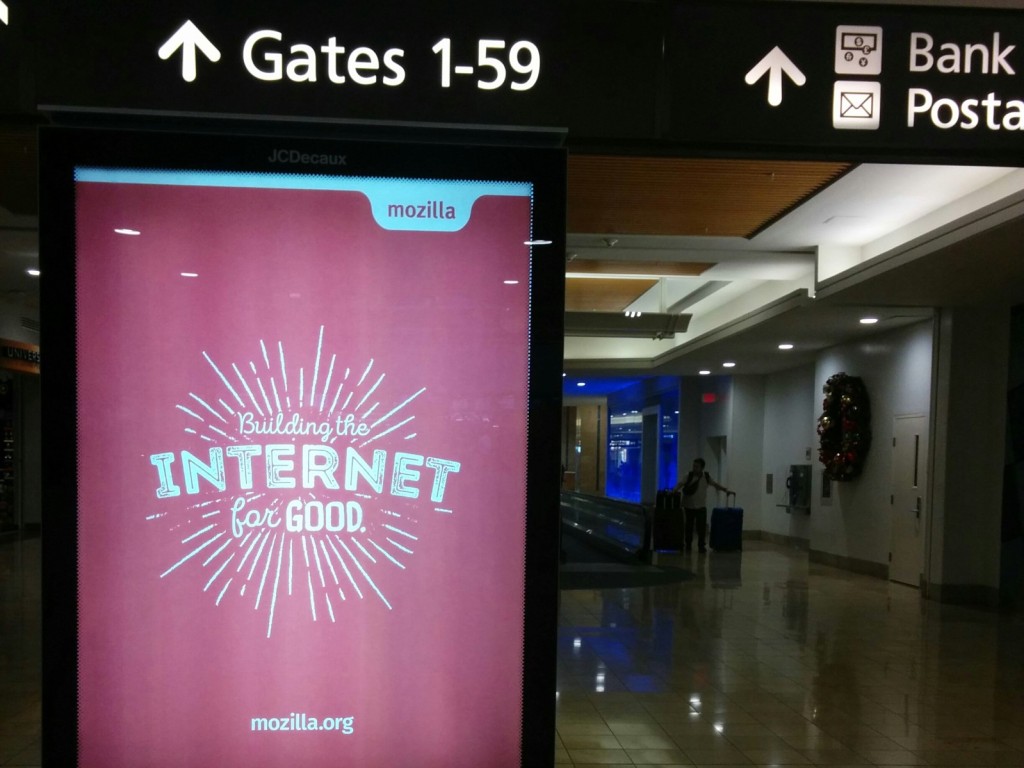 Gates 1-59
Bank
Posta
JCDecaux
mozilla
Building the
INTERNET
for GOOD.
mozilla.org